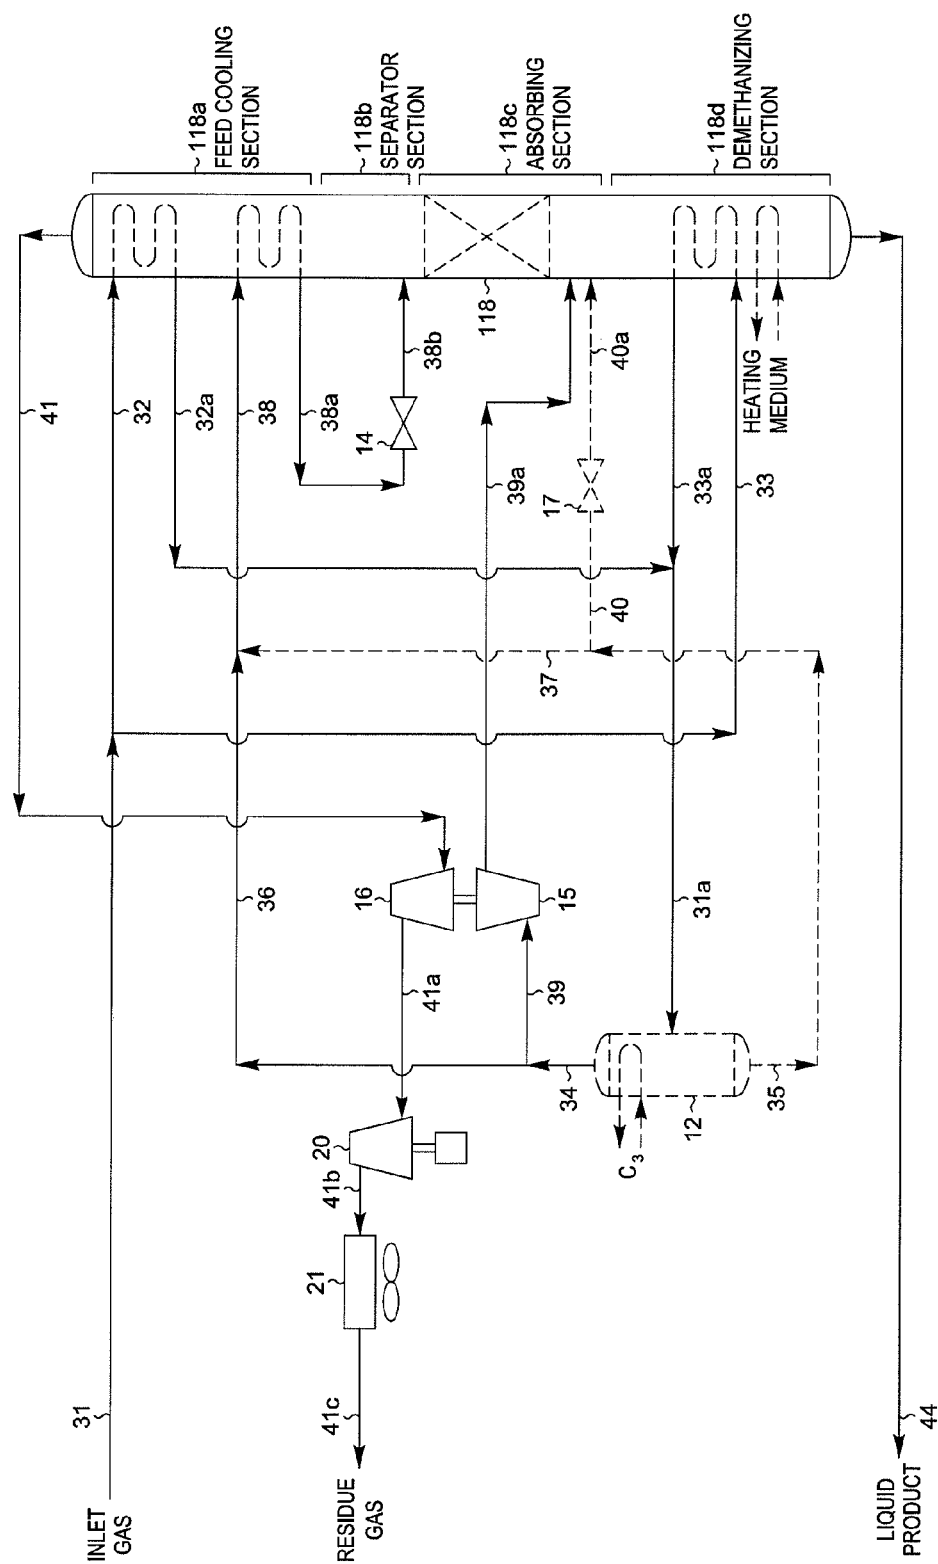 118a
FEED COOLING
SECTION
118b
SEPARATOR
SECTION
118c
ABSORBING
SECTION
118d
DEMETHANIZING
SECTION
41
32
32a
38
38a
14
38b
118
39a
17
40a
40
33a
33
HEATING
MEDIUM
37
36
16
15
41a
39
31a
34
12
35
C3
20
41b
21
31
41c
44
INLET
GAS
RESIDUE
GAS
LIQUID
PRODUCT